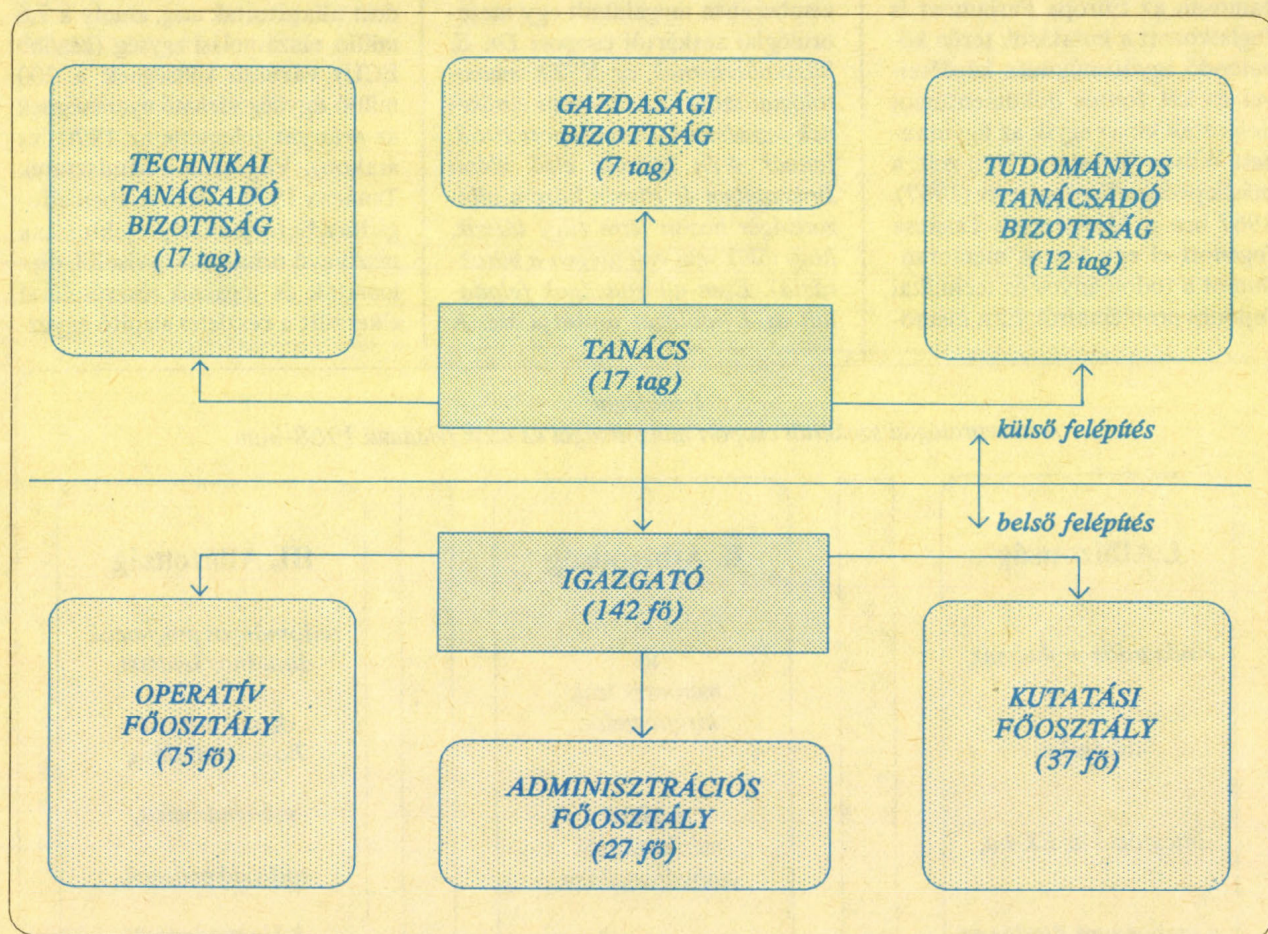 TECHNIKAI
TANÁCSADÓ
BIZOTTSÁG
(17 tag)
GAZDASÁGI
BIZOTTSÁG
(7 tag)
TUDOMÁNYOS
TANÁCSADÓ
BIZOTTSÁG
(12 tag)
TANÁCS
(17 tag)
külső felépítés
belső felépítés
IGAZGATÓ
(142 fő)
OPERATÍV
FŐOSZTÁLY
(75 fő)
ADMINISZTRÁCIÓS
FŐOSZTÁLY
(27 fő)
KUTATÁSI
FŐOSZTÁLY
(37 fő)